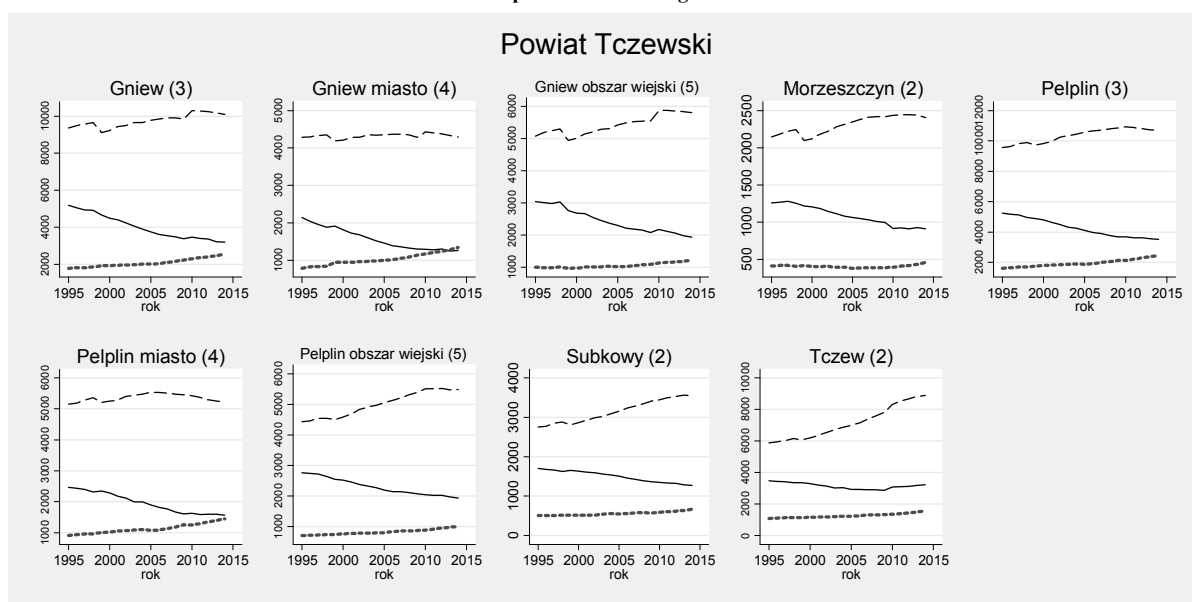 Powiat Tczewski
Gniew (3)
2000 4000 6000 8000 10000
1995 2000 2005 2010 2015
rok
Gniew miasto (4)
1000 2000 3000 4000 5000
1995 2000 2005 2010 2015
rok
Gniew obszar wiejski (5)
1000 2000 3000 4000 5000 6000
1995 2000 2005 2010 2015
rok
Morzeszczyn (2)
500 1000 1500 2000 2500
1995 2000 2005 2010 2015
rok
Pelplin (3)
2000 4000 6000 8000 10000 12000
1995 2000 2005 2010 2015
rok
Pelplin miasto (4)
1000 2000 3000 4000 5000 6000
1995 2000 2005 2010 2015
rok
Pelplin obszar wiejski (5)
1000 2000 3000 4000 5000 6000
1995 2000 2005 2010 2015
rok
Subkowy (2)
0 1000 2000 3000 4000
1995 2000 2005 2010 2015
rok
Tczew (2)
0 2000 4000 6000 8000 10000
1995 2000 2005 2010 2015
rok